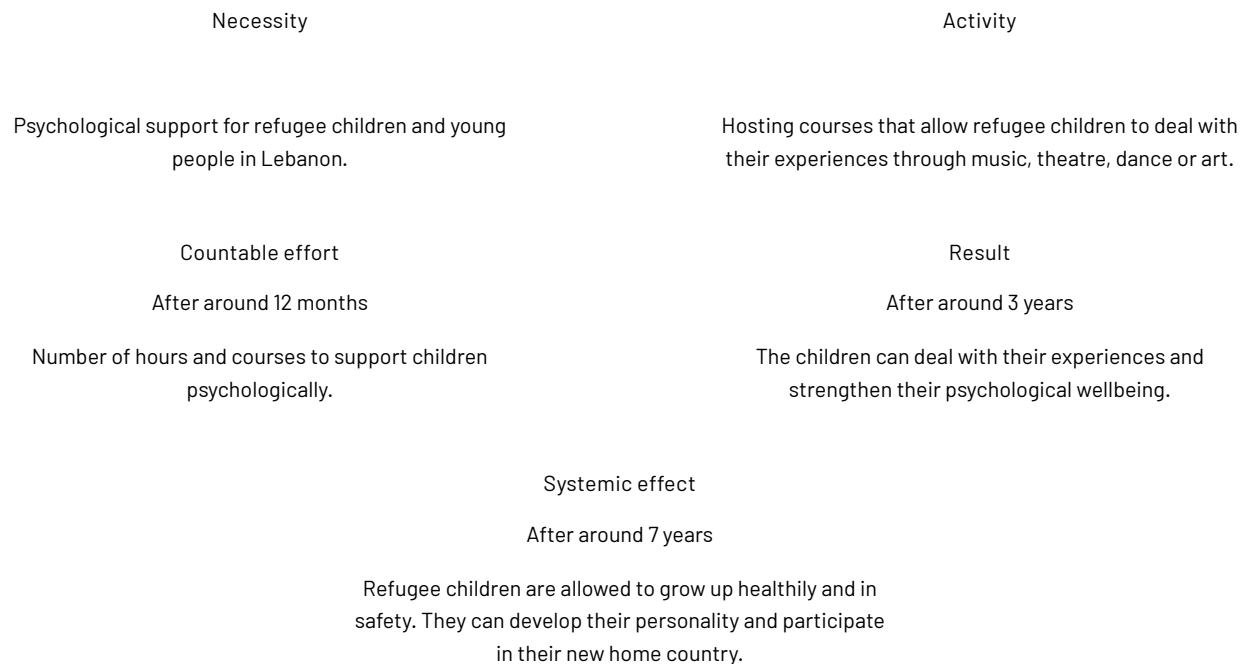 Necessity
Psychological support for refugee children and young
people in Lebanon.
Activity
Hosting courses that allow refugee children to deal with
their experiences through music, theatre, dance or art.
Countable effort
After around 12 months
Number of hours and courses to support children
psychologically.
Result
After around 3 years
The children can deal with their experiences and
strengthen their psychological wellbeing.
Systemic effect
After around 7 years
Refugee children are allowed to grow up healthily and in
safety. They can develop their personality and participate
in their new home country.